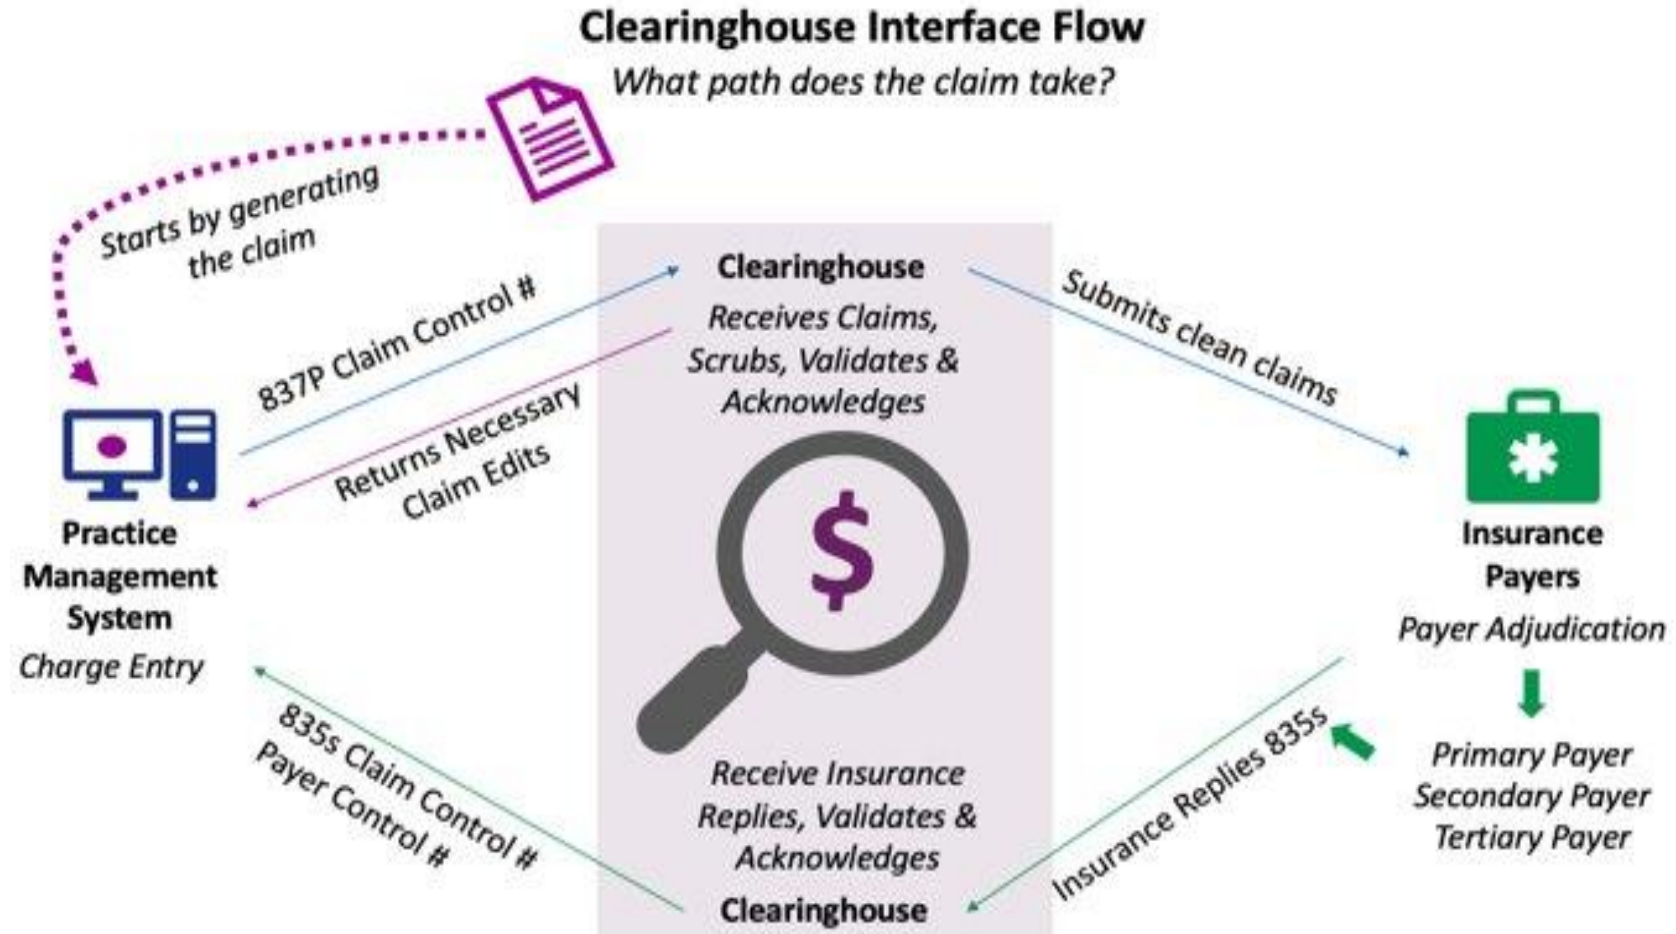 Clearinghouse Interface Flow
What path does the claim take?
Starts by generating
the claim
837P Claim Control #
Returns Necessary
Claim Edits
Clearinghouse
Receives Claims,
Scrubs, Validates &
Acknowledges
$
Submits clean claims
Practice
Management
System
Charge Entry
Insurance
Payers
Payer Adjudication
Primary Payer
Secondary Payer
Tertiary Payer
Insurance Replies 835s
Receive Insurance
Replies, Validates &
Acknowledges
Clearinghouse
835s Claim Control #
Payer Control #